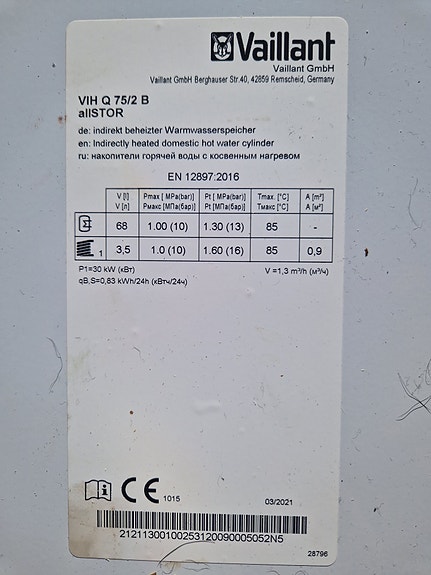 Vaillant
Vaillant GmbH
Vaillant GmbH Berghauser Str.40, 42859 Remscheid, Germany
VIH Q 75/2 B
allSTOR
de: indirekt beheizter Warmwasserspeicher
en: Indirectly heated domestic hot water cylinder
ru: накопители горячей воды с косвенным нагревом
EN 12897:2016
V [l] Pmax [ MPa(bar)] Pt [ MPa(bar)] Tmax. [°C] A [m²]
V [л] Pмакс [МПа(бар)] Pt [МПа(бар)] Tмакс. [°C] A [м²]
68 1.00 (10) 1.30 (13) 85 -
1 3,5 1.0 (10) 1.60 (16) 85 0,9
P1=30 kW (кВт) V =1,3 m³/h (м³/ч)
qB,S=0,83 kWh/24h (кВтч/24ч)
i CE 1015 03/2021
21211300100253120090005052N5
28796